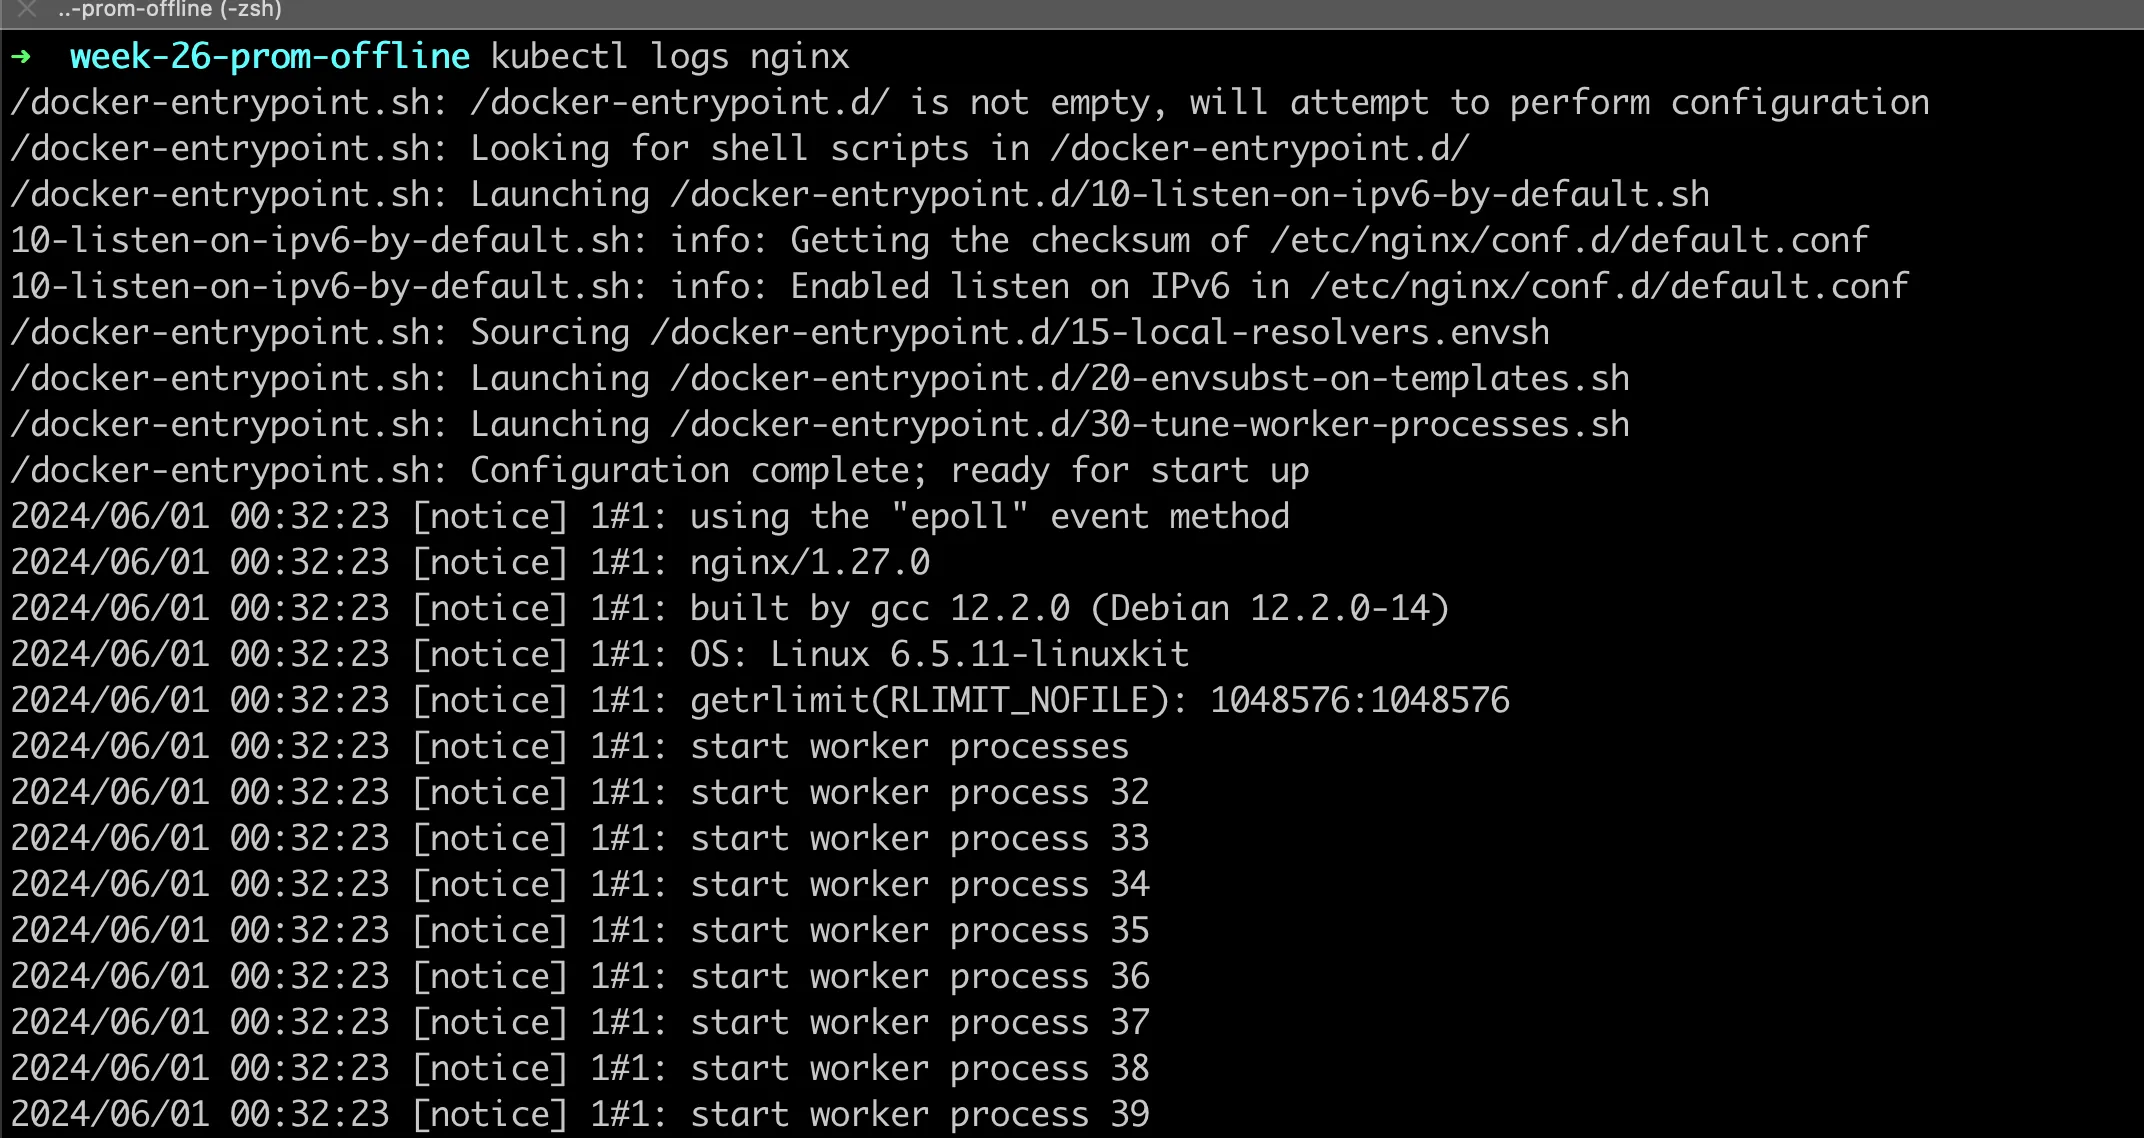 ..-prom-offline (-zsh)
➜ week-26-prom-offline kubectl logs nginx
/docker-entrypoint.sh: /docker-entrypoint.d/ is not empty, will attempt to perform configuration
/docker-entrypoint.sh: Looking for shell scripts in /docker-entrypoint.d/
/docker-entrypoint.sh: Launching /docker-entrypoint.d/10-listen-on-ipv6-by-default.sh
10-listen-on-ipv6-by-default.sh: info: Getting the checksum of /etc/nginx/conf.d/default.conf
10-listen-on-ipv6-by-default.sh: info: Enabled listen on IPv6 in /etc/nginx/conf.d/default.conf
/docker-entrypoint.sh: Sourcing /docker-entrypoint.d/15-local-resolvers.envsh
/docker-entrypoint.sh: Launching /docker-entrypoint.d/20-envsubst-on-templates.sh
/docker-entrypoint.sh: Launching /docker-entrypoint.d/30-tune-worker-processes.sh
/docker-entrypoint.sh: Configuration complete; ready for start up
2024/06/01 00:32:23 [notice] 1#1: using the "epoll" event method
2024/06/01 00:32:23 [notice] 1#1: nginx/1.27.0
2024/06/01 00:32:23 [notice] 1#1: built by gcc 12.2.0 (Debian 12.2.0-14)
2024/06/01 00:32:23 [notice] 1#1: OS: Linux 6.5.11-linuxkit
2024/06/01 00:32:23 [notice] 1#1: getrlimit(RLIMIT_NOFILE): 1048576:1048576
2024/06/01 00:32:23 [notice] 1#1: start worker processes
2024/06/01 00:32:23 [notice] 1#1: start worker process 32
2024/06/01 00:32:23 [notice] 1#1: start worker process 33
2024/06/01 00:32:23 [notice] 1#1: start worker process 34
2024/06/01 00:32:23 [notice] 1#1: start worker process 35
2024/06/01 00:32:23 [notice] 1#1: start worker process 36
2024/06/01 00:32:23 [notice] 1#1: start worker process 37
2024/06/01 00:32:23 [notice] 1#1: start worker process 38
2024/06/01 00:32:23 [notice] 1#1: start worker process 39